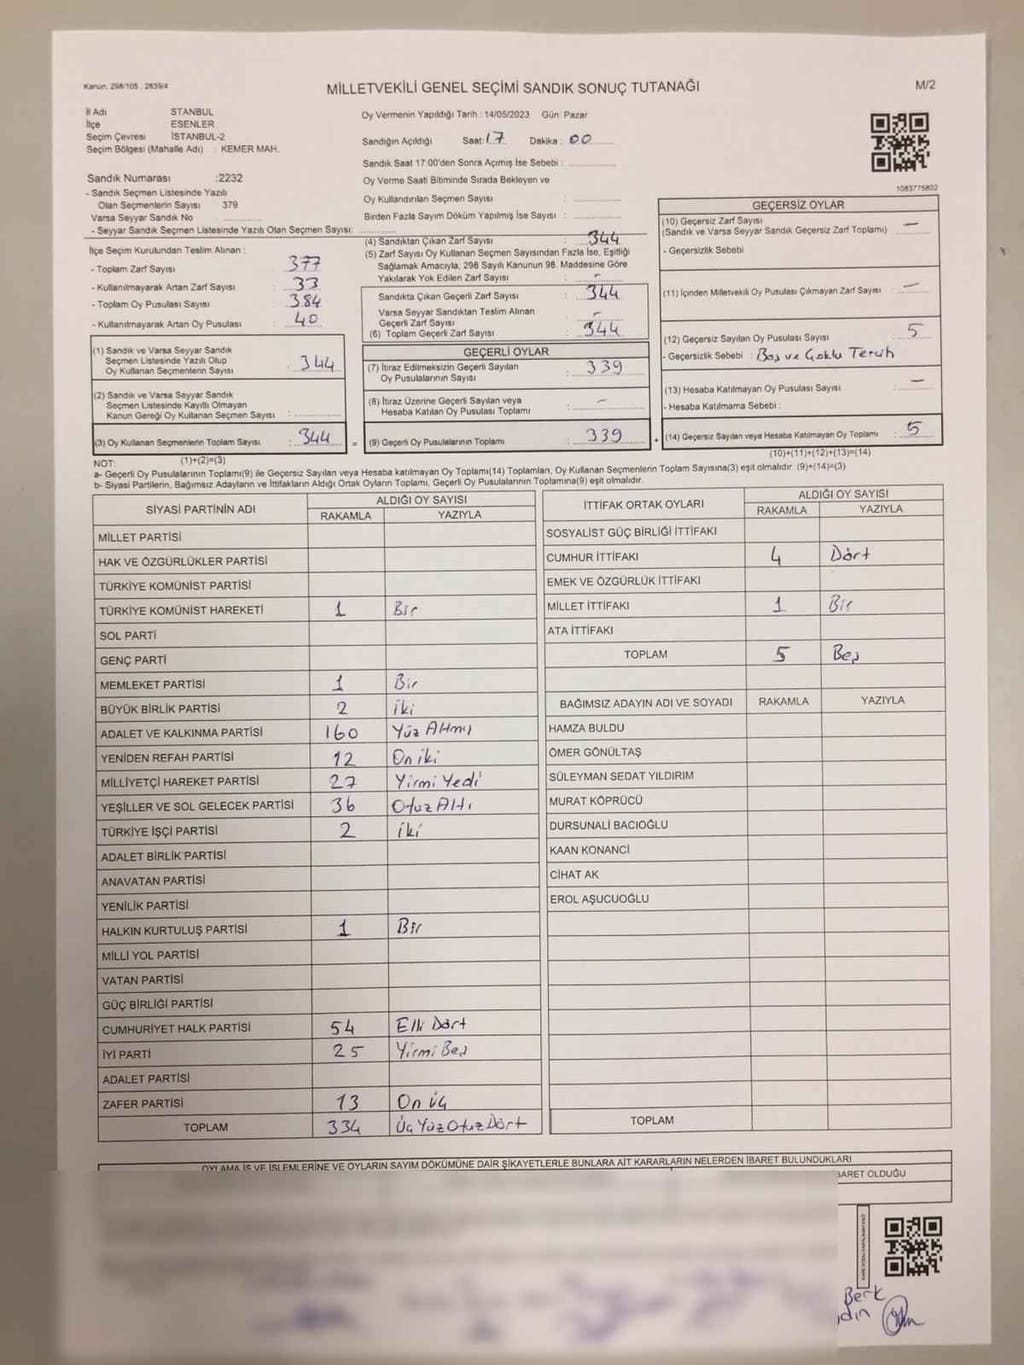 Kanun: 298/105 , 2839/4
MİLLETVEKİLİ GENEL SEÇİMİ SANDIK SONUÇ TUTANAĞI
M/2
İl Adı STANBUL
İlçe ESENLER
Seçim Çevresi İSTANBUL-2
Seçim Bölgesi (Mahalle Adı) : KEMER MAH.
Oy Vermenin Yapıldığı Tarih : 14/05/2023 Gün: Pazar
Sandığın Açıldığı Saat: 17 Dakika : 00
Sandık Saat 17:00'den Sonra Açımış İse Sebebi :
Oy Verme Saati Bitiminde Sırada Bekleyen ve
Oy Kullandırılan Seçmen Sayısı :
Birden Fazla Sayım Döküm Yapılmış İse Sayısı :
1083775802
Sandık Numarası :2232
- Sandık Seçmen Listesinde Yazılı
Olan Seçmenlerin Sayısı 379
Varsa Seyyar Sandık No
- Seyyar Sandık Seçmen Listesinde Yazılı Olan Seçmen Sayısı:
İlçe Seçim Kurulundan Teslim Alınan :
- Toplam Zarf Sayısı : 377
- Kullanılmayarak Artan Zarf Sayısı : 33
- Toplam Oy Pusulası Sayısı : 384
- Kullanılmayarak Artan Oy Pusulası : 40
(1) Sandık ve Varsa Seyyar Sandık
Seçmen Listesinde Yazılı Olup
Oy Kullanan Seçmenlerin Sayısı : 344
(2) Sandık ve Varsa Seyyar Sandık
Seçmen Listesinde Kayıtlı Olmayan
Kanun Gereği Oy Kullanan Seçmen Sayısı :
(3) Oy Kullanan Seçmenlerin Toplam Sayısı : 344
(1)+(2)=(3)
(4) Sandıktan Çıkan Zarf Sayısı : 344
(5) Zarf Sayısı Oy Kullanan Seçmen Sayısından Fazla İse, Eşitliği
Sağlamak Amacıyla, 298 Sayılı Kanunun 98. Maddesine Göre
Yakılarak Yok Edilen Zarf Sayısı : -
Sandıkta Çıkan Geçerli Zarf Sayısı : 344
Varsa Seyyar Sandıktan Teslim Alınan
Geçerli Zarf Sayısı : -
(6) Toplam Geçerli Zarf Sayısı : 344
GEÇERLİ OYLAR
(7) İtiraz Edilmeksizin Geçerli Sayılan
Oy Pusulalarının Sayısı : 339
(8) İtiraz Üzerine Geçerli Sayılan veya
Hesaba Katılan Oy Pusulası Toplamı : -
= (9) Geçerli Oy Pusulelarının Toplamı : 339 +
GEÇERSİZ OYLAR
(10) Geçersiz Zarf Sayısı : -
(Sandık ve Varsa Seyyar Sandık Geçersiz Zarf Toplamı)
- Geçersizlik Sebebi
(11) İçinden Milletvekili Oy Pusulası Çıkmayan Zarf Sayısı : -
(12) Geçersiz Sayılan Oy Pusulası Sayısı : 5
- Geçersizlik Sebebi : Boş ve Çoklu Tercih
(13) Hesaba Katılmayan Oy Pusulası Sayısı : -
- Hesaba Katılmama Sebebi :
(14) Geçersiz Sayılan veya Hesaba Katılmayan Oy Toplamı : 5
(10)+(11)+(12)+(13)=(14)
NOT:
a- Geçerli Oy Pusulalarının Toplamı(9) ile Geçersiz Sayılan veya Hesaba katılmayan Oy Toplamı(14) Toplamları, Oy Kullanan Seçmenlerin Toplam Sayısına(3) eşit olmalıdır. (9)+(14)=(3)
b- Siyasi Partilerin, Bağımsız Adayların ve İttifakların Aldığı Ortak Oyların Toplamı, Geçerli Oy Pusulalarının Toplamına(9) eşit olmalıdır.
SİYASİ PARTİNİN ADI ALDIĞI OY SAYISI
RAKAMLA YAZIYLA
MİLLET PARTİSİ
HAK VE ÖZGÜRLÜKLER PARTİSİ
TÜRKİYE KOMÜNİST PARTİSİ
TÜRKİYE KOMÜNİST HAREKETİ 1 Bir
SOL PARTİ
GENÇ PARTİ
MEMLEKET PARTİSİ 1 Bir
BÜYÜK BİRLİK PARTİSİ 2 iki
ADALET VE KALKINMA PARTİSİ 160 Yüz Altmış
YENİDEN REFAH PARTİSİ 12 On iki
MİLLİYETÇİ HAREKET PARTİSİ 27 Yirmi Yedi
YEŞİLLER VE SOL GELECEK PARTİSİ 36 Otuz Altı
TÜRKİYE İŞÇİ PARTİSİ 2 iki
ADALET BİRLİK PARTİSİ
ANAVATAN PARTİSİ
YENİLİK PARTİSİ
HALKIN KURTULUŞ PARTİSİ 1 Bir
MİLLİ YOL PARTİSİ
VATAN PARTİSİ
GÜÇ BİRLİĞİ PARTİSİ
CUMHURİYET HALK PARTİSİ 54 Elli Dört
İYİ PARTİ 25 Yirmi Beş
ADALET PARTİSİ
ZAFER PARTİSİ 13 On üç
TOPLAM 334 Üç Yüz Otuz Dört
İTTİFAK ORTAK OYLARI ALDIĞI OY SAYISI
RAKAMLA YAZIYLA
SOSYALİST GÜÇ BİRLİĞİ İTTİFAKI
CUMHUR İTTİFAKI 4 Dört
EMEK VE ÖZGÜRLÜK İTTİFAKI
MİLLET İTTİFAKI 1 Bir
ATA İTTİFAKI
TOPLAM 5 Beş
BAĞIMSIZ ADAYIN ADI VE SOYADI RAKAMLA YAZIYLA
HAMZA BULDU
ÖMER GÖNÜLTAŞ
SÜLEYMAN SEDAT YILDIRIM
MURAT KÖPRÜCÜ
DURSUNALİ BACIOĞLU
KAAN KONANCİ
CİHAT AK
EROL AŞUCUOĞLU
TOPLAM
OYLAMA İŞ VE İŞLEMLERİNE VE OYLARIN SAYIM DÖKÜMÜNE DAİR ŞİKAYETLERLE BUNLARA AİT KARARLARIN NELERDEN İBARET BULUNDUKLARI
BARET OLDUĞU
Berk